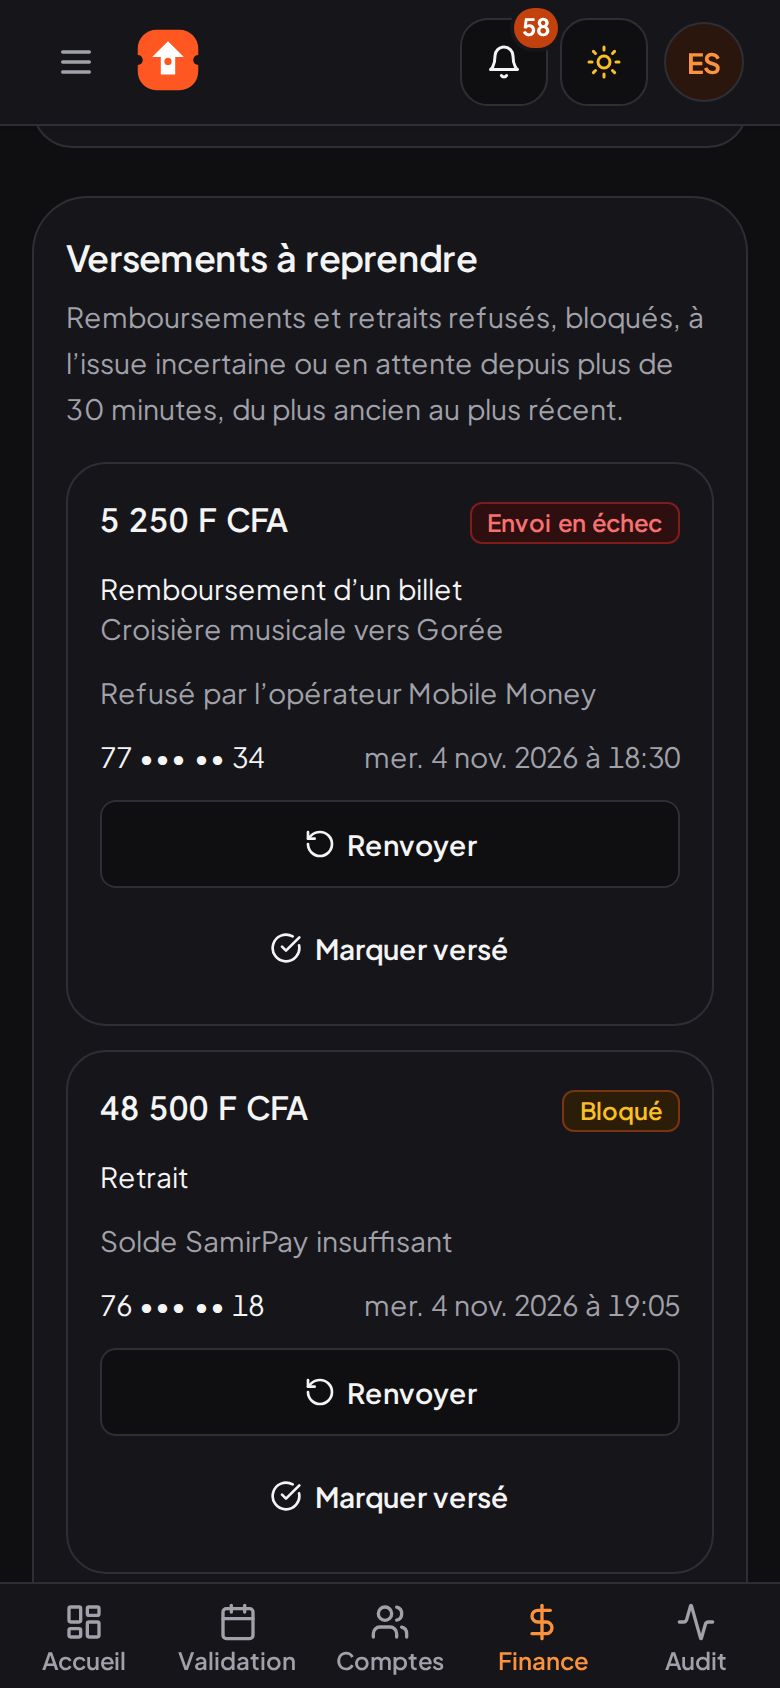 58
ES
Versements à reprendre
Remboursements et retraits refusés, bloqués, à
l’issue incertaine ou en attente depuis plus de
30 minutes, du plus ancien au plus récent.
5 250 F CFA
Envoi en échec
Remboursement d’un billet
Croisière musicale vers Gorée
Refusé par l’opérateur Mobile Money
77 ••• •• 34
mer. 4 nov. 2026 à 18:30
Renvoyer
Marquer versé
48 500 F CFA
Bloqué
Retrait
Solde SamirPay insuffisant
76 ••• •• 18
mer. 4 nov. 2026 à 19:05
Renvoyer
Marquer versé
Accueil
Validation
Comptes
Finance
Audit